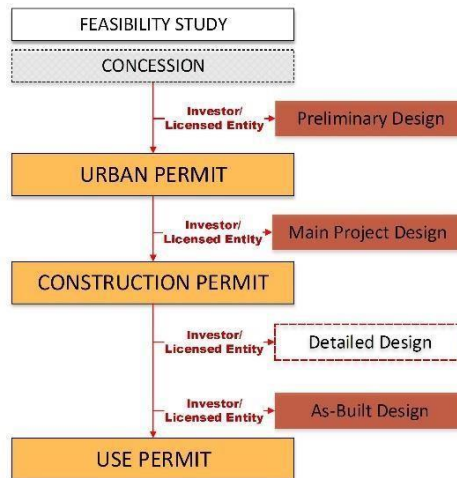 FEASIBILITY STUDY
CONCESSION
Investor/
Licensed Entity
Preliminary Design
URBAN PERMIT
Investor/
Licensed Entity
Main Project Design
CONSTRUCTION PERMIT
Investor/
Licensed Entity
Detailed Design
Investor/
Licensed Entity
As-Built Design
USE PERMIT